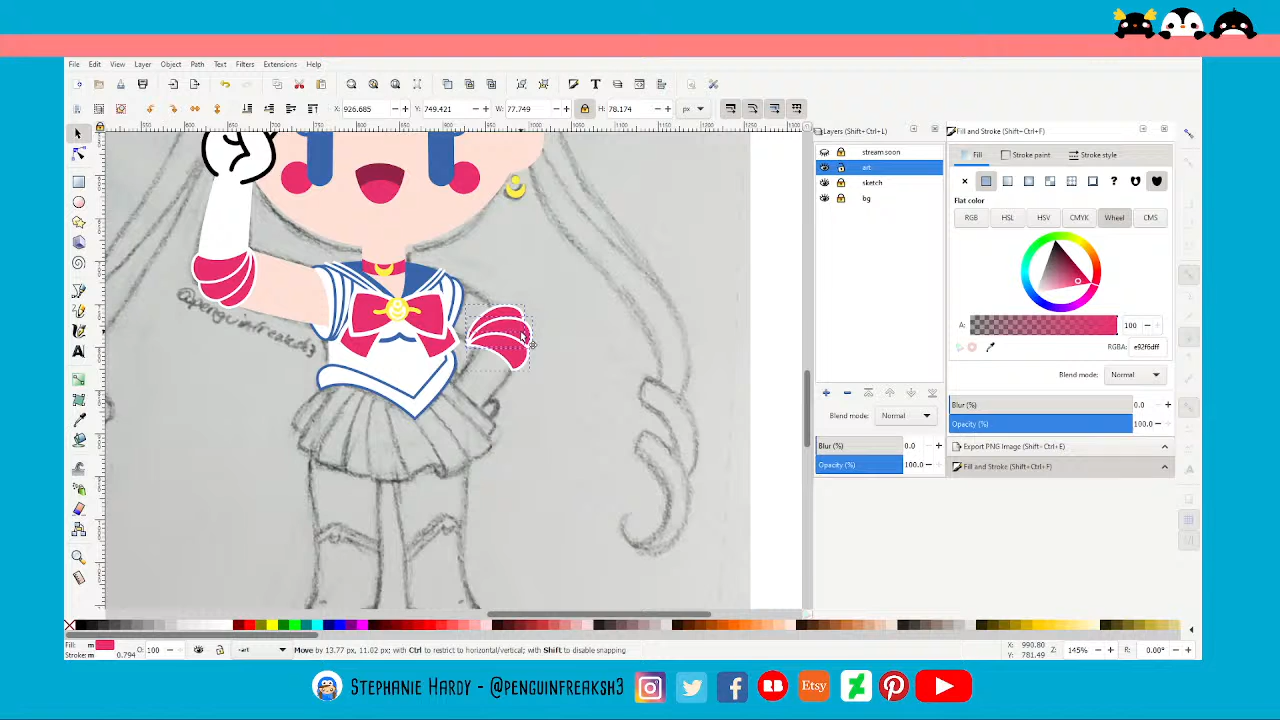 File Edit View Layer Object Path Text Filters Extensions Help
X: 926.685 Y: 749.421 W: 77.749 H: 78.174 px
Layers (Shift+Ctrl+L)
stream soon
art
sketch
bg
Blend mode: Normal
Blur (%) 0.0
Opacity (%) 100.0
Fill and Stroke (Shift+Ctrl+F)
Fill Stroke paint Stroke style
Flat color
RGB HSL HSV CMYK Wheel CMS
A: 100
RGBA: e92f6dff
Blend mode: Normal
Blur (%) 0.0
Opacity (%) 100.0
Export PNG Image (Shift+Ctrl+E)
Fill and Stroke (Shift+Ctrl+F)
@penguinfreaksh3
Fill: m
Stroke: m 0.794
O: 100
art
Move by 13.77 px, 11.02 px; with Ctrl to restrict to horizontal/vertical; with Shift to disable snapping
X: 990.80
Y: 781.49
Z: 145%
R: 0.00°
Stephanie Hardy - @penguinfreaksh3
Etsy